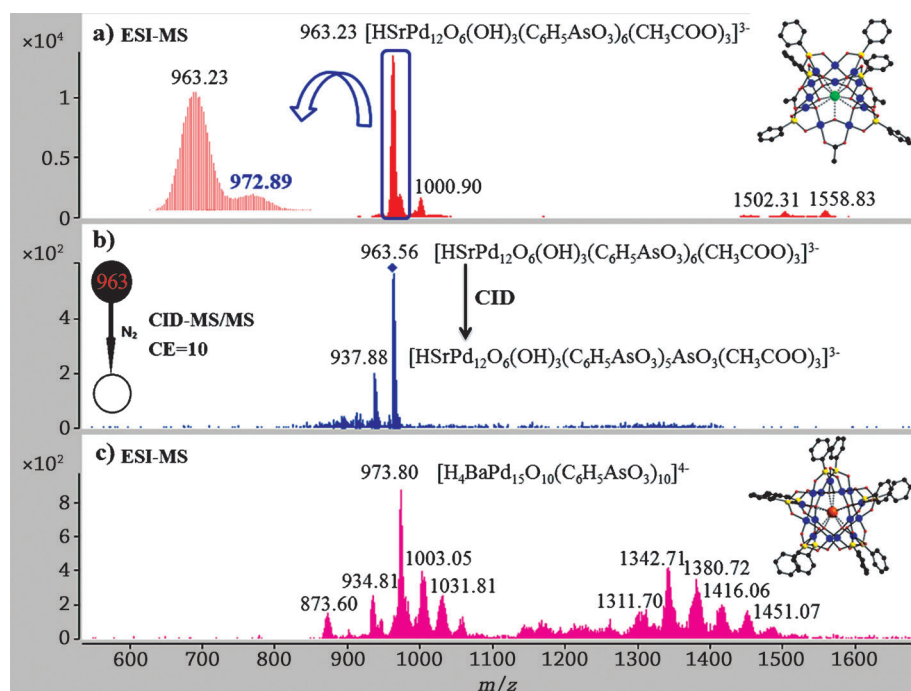 a) ESI-MS
963.23 [HSrPd₁₂O₆(OH)₃(C₆H₅AsO₃)₆(CH₃COO)₃]³⁻
×10⁴
963.23
972.89
1000.90
1502.31
1558.83
1
0.5
0
b)
963.56 [HSrPd₁₂O₆(OH)₃(C₆H₅AsO₃)₆(CH₃COO)₃]³⁻
×10²
963
N₂
CID-MS/MS
CE=10
CID
937.88
[HSrPd₁₂O₆(OH)₃(C₆H₅AsO₃)₅AsO₃(CH₃COO)₃]³⁻
4
2
0
c) ESI-MS
973.80 [H₄BaPd₁₅O₁₀(C₆H₅AsO₃)₁₀]⁴⁻
×10²
873.60
934.81
1003.05
1031.81
1311.70
1342.71
1380.72
1416.06
1451.07
8
6
4
2
0
600 700 800 900 1000 1100 1200 1300 1400 1500 1600
m/z